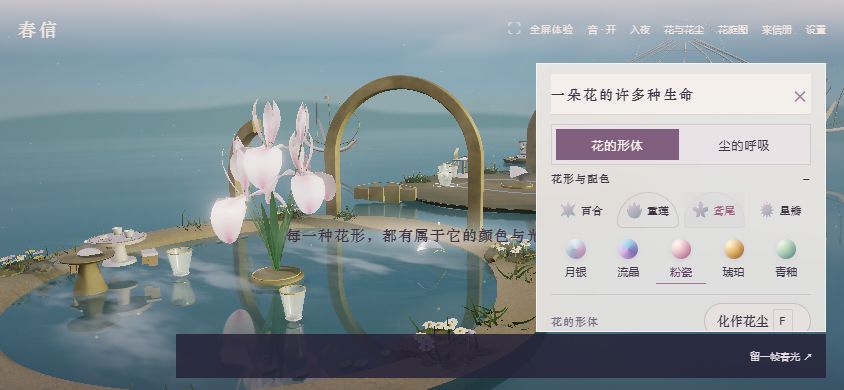 春信
全屏体验 音·开 入夜 花与花尘 花庭图 来信册 设置
一朵花的许多种生命 ×
花的形体 尘的呼吸
花形与配色 −
百合 重莲 鸢尾 星瓣
月银 流晶 粉瓷 琥珀 青釉
花的形体 化作花尘 F
每一种花形，都有属于它的颜色与光
留一帧春光 ↗